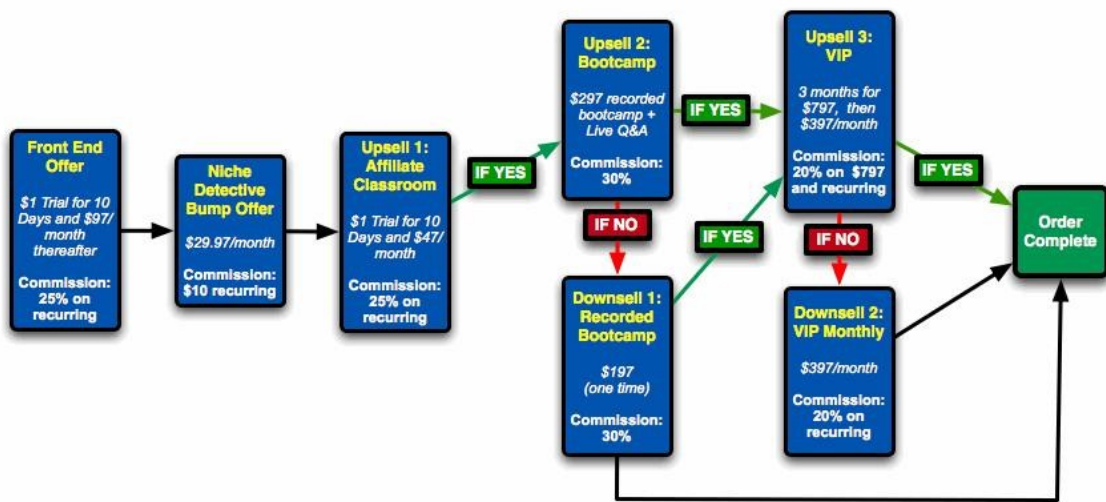 Front End
Offer
$1 Trial for 10
Days and $97/
month
thereafter
Commission:
25% on
recurring
Niche
Detective
Bump Offer
$29.97/month
Commission:
$10 recurring
Upsell 1:
Affiliate
Classroom
$1 Trial for 10
Days and $47/
month
Commission:
25% on
recurring
IF YES
Upsell 2:
Bootcamp
$297 recorded
bootcamp +
Live Q&A
Commission:
30%
IF NO
Downsell 1:
Recorded
Bootcamp
$197
(one time)
Commission:
30%
IF YES
IF YES
Upsell 3:
VIP
3 months for
$797, then
$397/month
Commission:
20% on $797
and recurring
IF NO
Downsell 2:
VIP Monthly
$397/month
Commission:
20% on
recurring
IF YES
Order
Complete